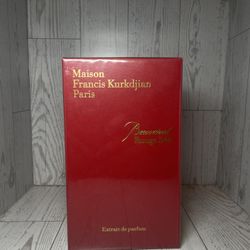 Maison
Francis Kurkdjian
Paris
Baccarat
Rouge 540
Extrait de parfum